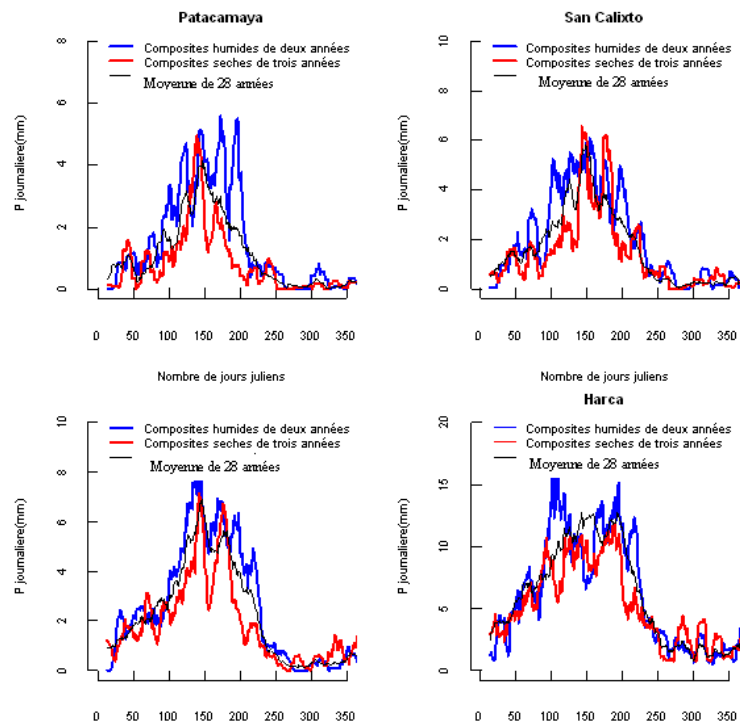 Patacamaya
P journaliere(mm)
8
6
4
2
0
Composites humides de deux années
Composites seches de trois années
Moyenne de 28 années
0 50 100 150 200 250 300 350
Nombre de jours juliens
San Calixto
P journaliere(mm)
10
8
6
4
2
0
Composites humides de deux années
Composites seches de trois années
Moyenne de 28 années
0 50 100 150 200 250 300 350
Nombre de jours juliens
P journaliere(mm)
10
8
6
4
2
0
Composites humides de deux années
Composites seches de trois années
Moyenne de 28 années
0 50 100 150 200 250 300 350
Harca
P journaliere(mm)
20
15
10
5
0
Composites humides de deux années
Composites seches de trois années
Moyenne de 28 années
0 50 100 150 200 250 300 350